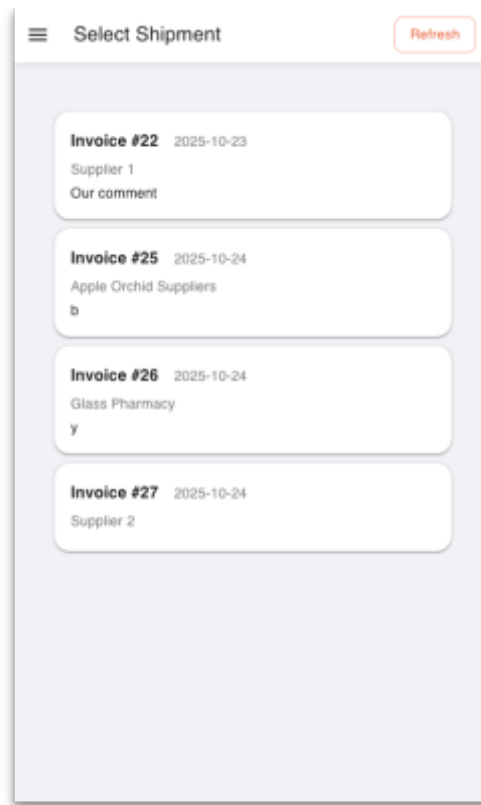 Select Shipment
Refresh
Invoice #22 2025-10-23
Supplier 1
Our comment
Invoice #25 2025-10-24
Apple Orchid Suppliers
b
Invoice #26 2025-10-24
Glass Pharmacy
y
Invoice #27 2025-10-24
Supplier 2